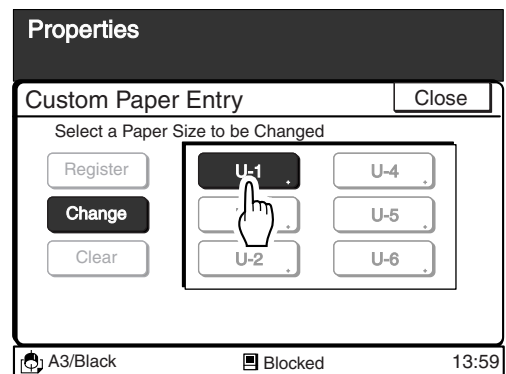 Properties
Custom Paper Entry Close
Select a Paper Size to be Changed
Register U-1 U-4
Change U-5
Clear U-2 U-6
A3/Black Blocked 13:59